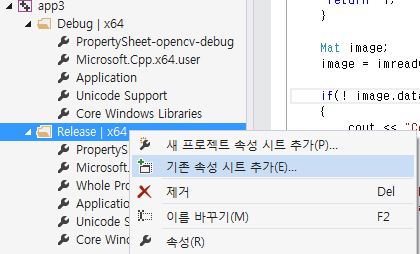 app3
Debug | x64
PropertySheet-opencv-debug
Microsoft.Cpp.x64.user
Application
Unicode Support
Core Windows Libraries
Release | x64
PropertyS
Microsoft.
Whole Pro
Applicatio
Unicode S
Core Wind
새 프로젝트 속성 시트 추가(P)...
기존 속성 시트 추가(E)...
제거 Del
이름 바꾸기(M) F2
속성(R)
}
Mat image;
image = imread
if(! image.data
{
cout << "C